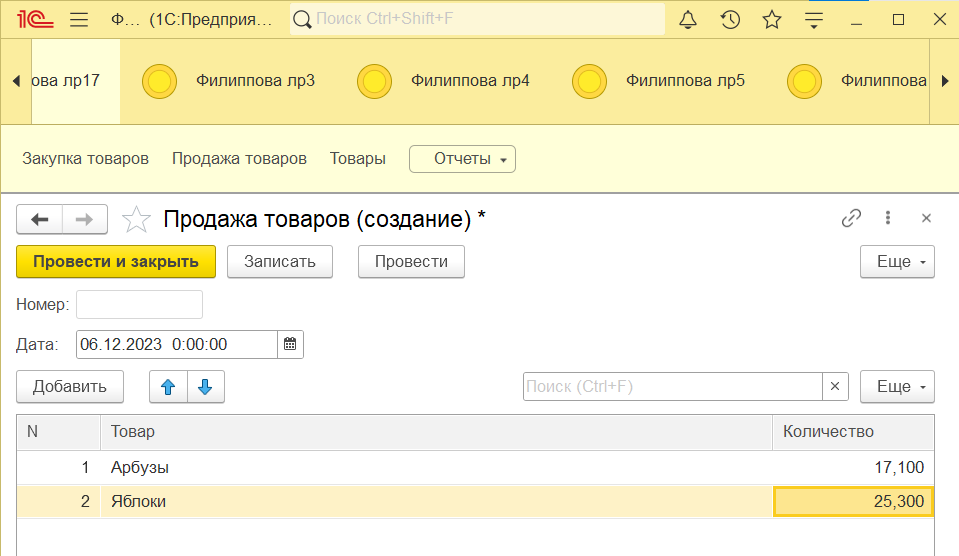 1С Ф... (1С:Предприя... Поиск Ctrl+Shift+F
ова лр17 Филиппова лр3 Филиппова лр4 Филиппова лр5 Филиппова
Закупка товаров Продажа товаров Товары Отчеты
Продажа товаров (создание) *
Провести и закрыть Записать Провести Еще
Номер:
Дата: 06.12.2023 0:00:00
Добавить Поиск (Ctrl+F) × Еще
N Товар Количество
1 Арбузы 17,100
2 Яблоки 25,300